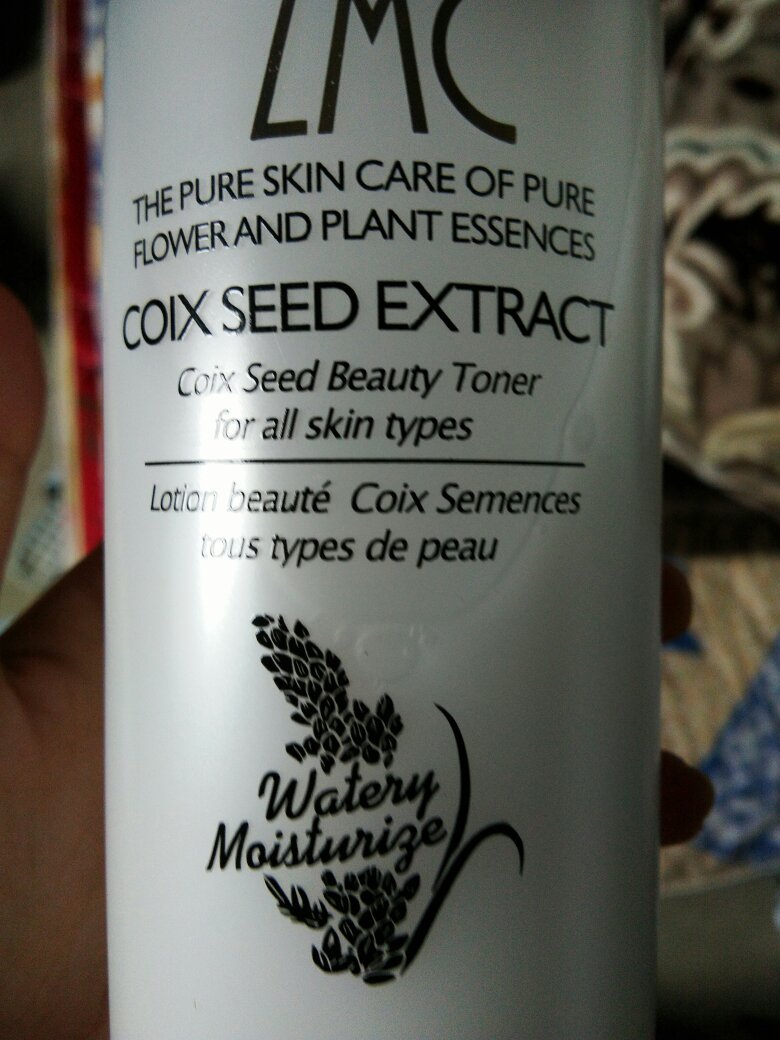 LMC
THE PURE SKIN CARE OF PURE
FLOWER AND PLANT ESSENCES
COIX SEED EXTRACT
Coix Seed Beauty Toner
for all skin types
Lotion beauté Coix Semences
tous types de peau
Watery
Moisturize